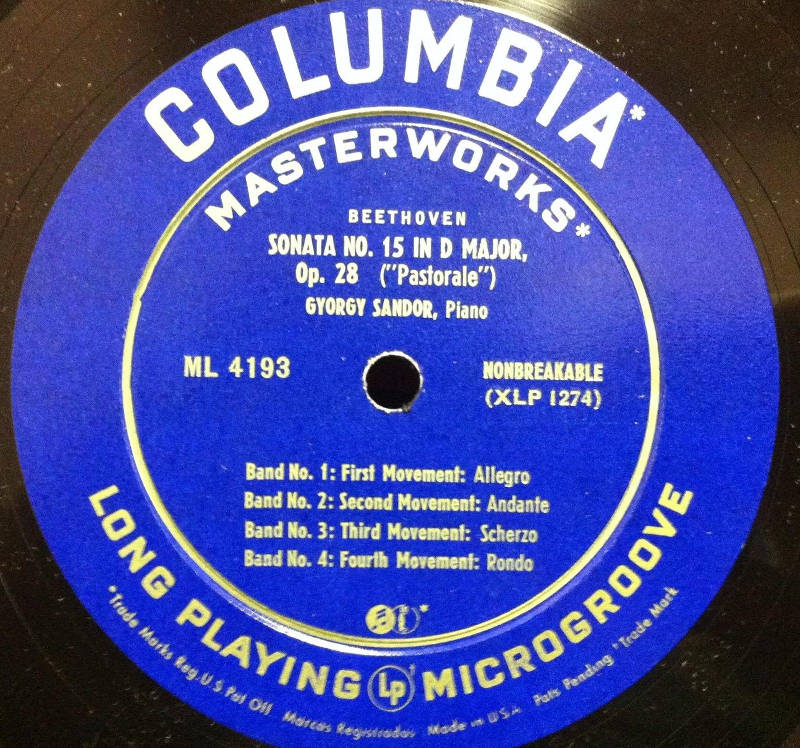 COLUMBIA*
MASTERWORKS*
BEETHOVEN
SONATA NO. 15 IN D MAJOR,
Op. 28 ("Pastorale")
GYORGY SANDOR, Piano
ML 4193
NONBREAKABLE
(XLP 1274)
Band No. 1: First Movement: Allegro
Band No. 2: Second Movement: Andante
Band No. 3: Third Movement: Scherzo
Band No. 4: Fourth Movement: Rondo
*
LONG PLAYING Lp MICROGROOVE
*Trade Marks Reg. U.S. Pat Off Marcas Registradas Made in U.S.A. Pats Pending *Trade Mark